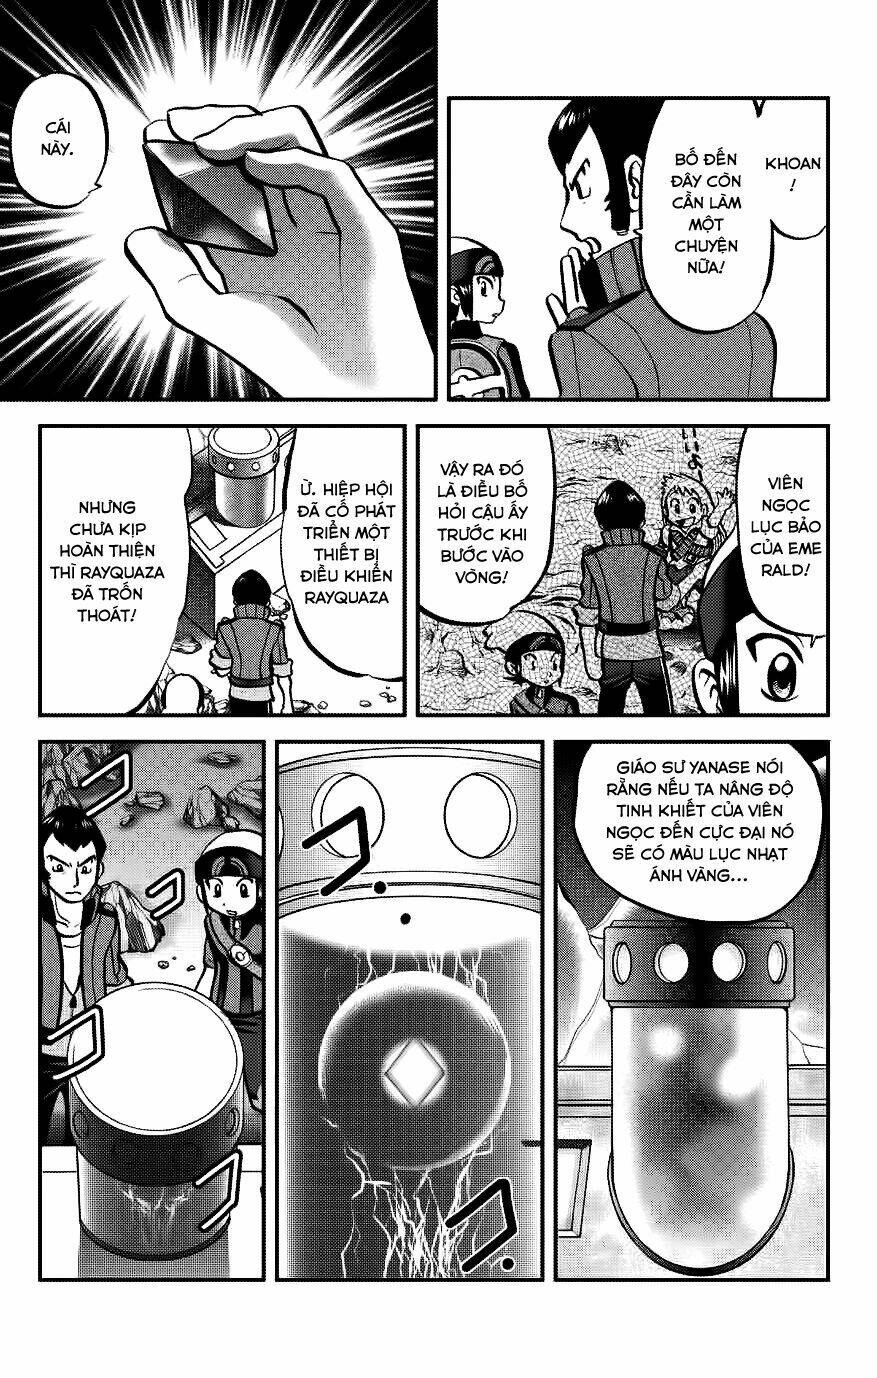 KHOAN
!
BỐ ĐẾN
ĐÂY CÒN
CẦN LÀM
MỘT
CHUYỆN
NỮA!
CÁI
NÀY.
VIÊN
NGỌC
LỤC BẢO
CỦA EME
RALD!
VẬY RA ĐÓ
LÀ ĐIỀU BỐ
HỎI CẬU ẤY
TRƯỚC KHI
BƯỚC VÀO
VÒNG!
Ừ. HIỆP HỘI
ĐÃ CỐ PHÁT
TRIỂN MỘT
THIẾT BỊ
ĐIỀU KHIỂN
RAYQUAZA
NHƯNG
CHƯA KỊP
HOÀN THIỆN
THÌ RAYQUAZA
ĐÃ TRỐN
THOÁT!
GIÁO SƯ YANASE NÓI
RẰNG NẾU TA NÂNG ĐỘ
TINH KHIẾT CỦA VIÊN
NGỌC ĐẾN CỰC ĐẠI NÓ
SẼ CÓ MÀU LỤC NHẠT
ÁNH VÀNG...